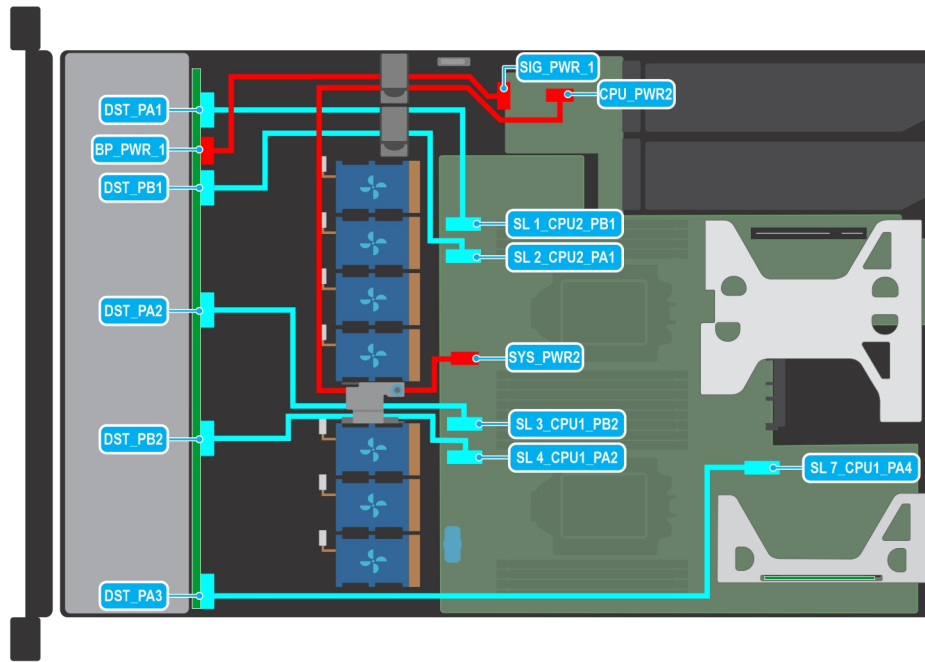 SIG_PWR_1
CPU_PWR2
DST_PA1
BP_PWR_1
DST_PB1
SL 1_CPU2_PB1
SL 2_CPU2_PA1
DST_PA2
SYS_PWR2
SL 3_CPU1_PB2
DST_PB2
SL 4_CPU1_PA2
SL 7_CPU1_PA4
DST_PA3